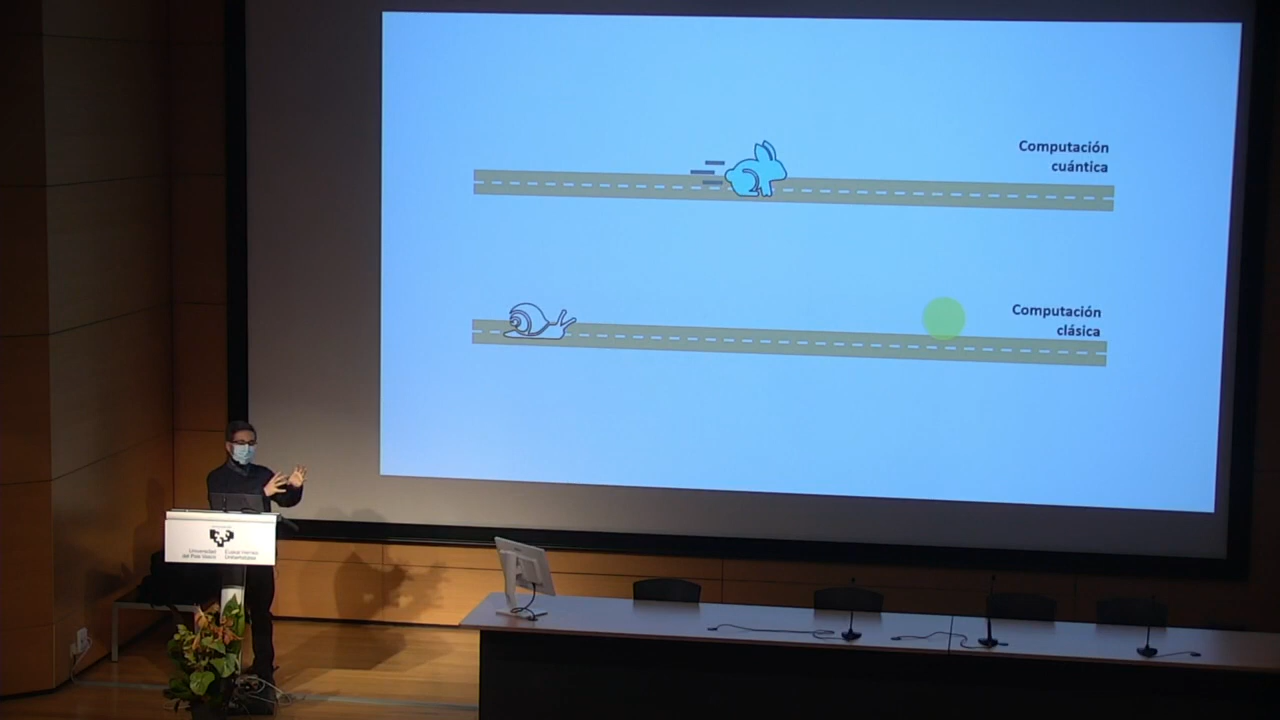 Computación
cuántica
Computación
clásica
Universidad Euskal Herriko
del País Vasco Unibertsitatea